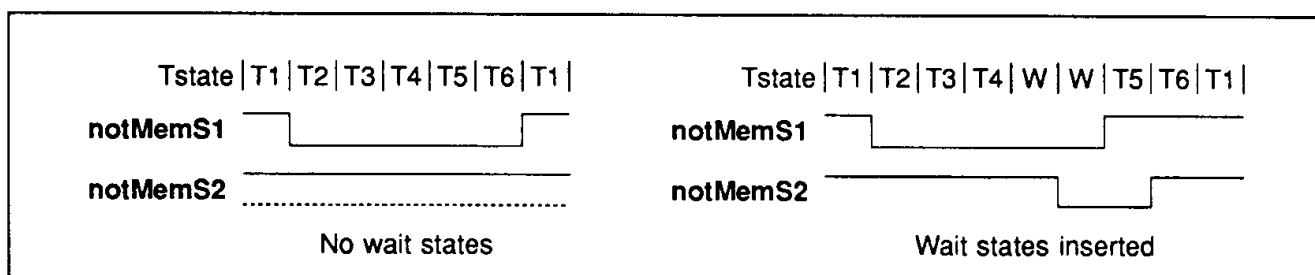 Tstate | T1 | T2 | T3 | T4 | T5 | T6 | T1 |
notMemS1
notMemS2
No wait states
Tstate | T1 | T2 | T3 | T4 | W | W | T5 | T6 | T1 |
notMemS1
notMemS2
Wait states inserted